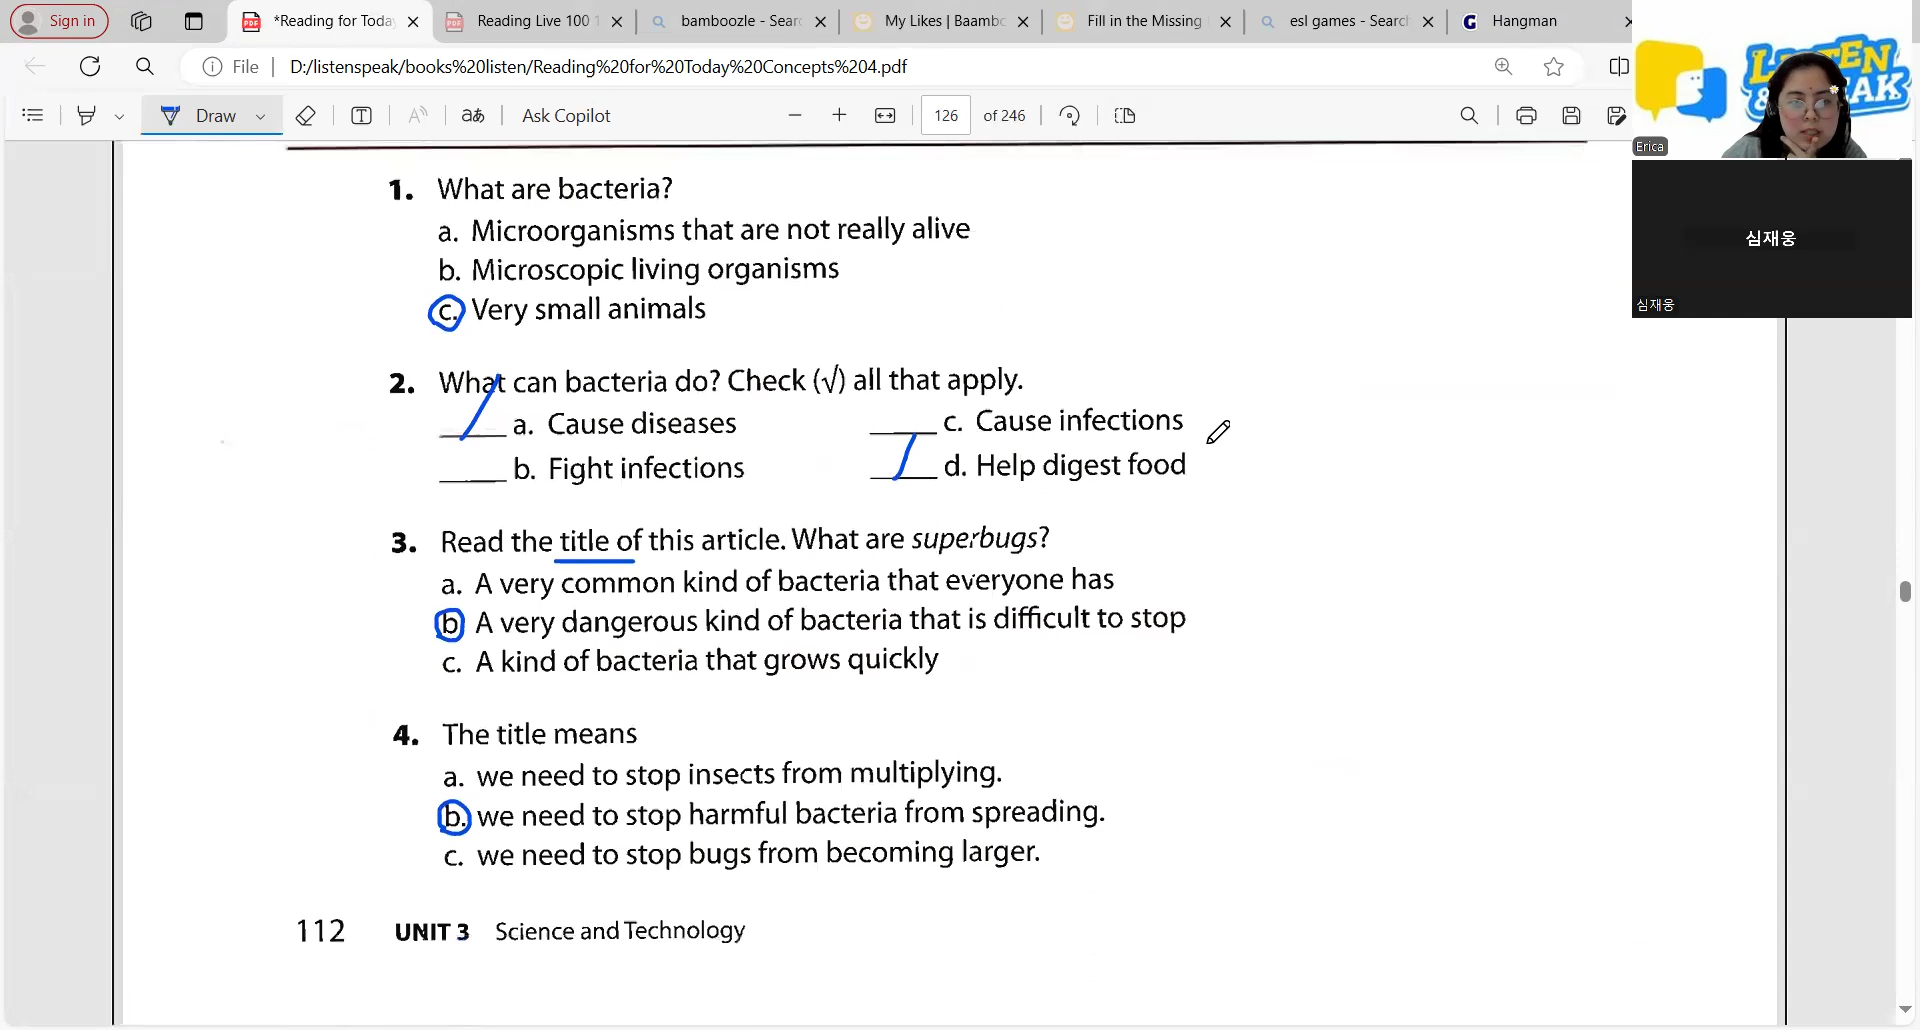 Sign in
*Reading for Toda
Reading Live 100
bamboozle - Sear
My Likes | Baambo
Fill in the Missing
esl games - Search
Hangman
File
D:/listenspeak/books%20listen/Reading%20for%20Today%20Concepts%204.pdf
Draw
Ask Copilot
126 of 246
LISTEN
Erica
심재웅
심재웅
1. What are bacteria?
a. Microorganisms that are not really alive
b. Microscopic living organisms
c. Very small animals
2. What can bacteria do? Check (√) all that apply.
a. Cause diseases
c. Cause infections
b. Fight infections
d. Help digest food
3. Read the title of this article. What are superbugs?
a. A very common kind of bacteria that everyone has
b A very dangerous kind of bacteria that is difficult to stop
c. A kind of bacteria that grows quickly
4. The title means
a. we need to stop insects from multiplying.
b. we need to stop harmful bacteria from spreading.
c. we need to stop bugs from becoming larger.
112 UNIT 3 Science and Technology